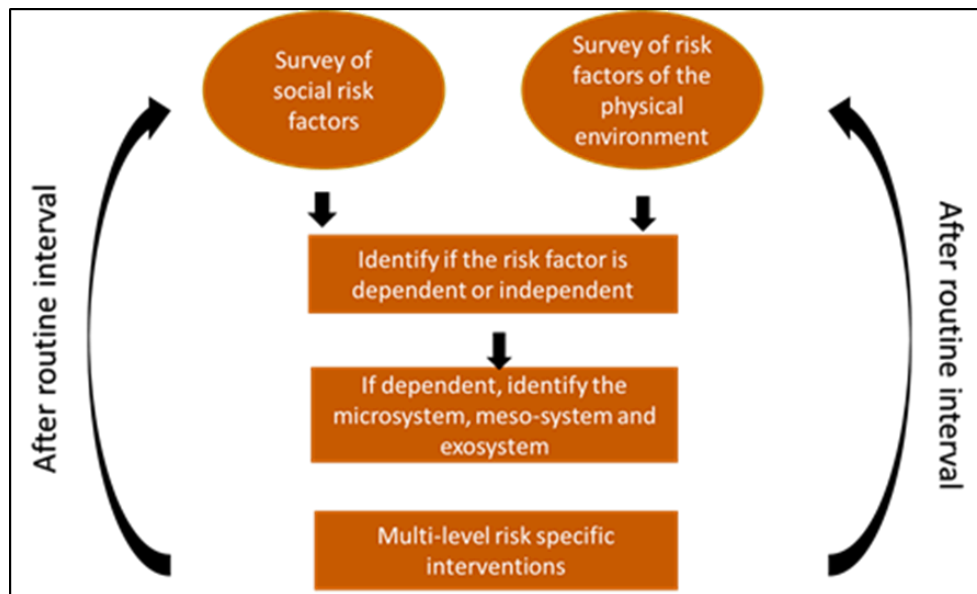 Survey of
social risk
factors
Survey of risk
factors of the
physical
environment
After routine interval
After routine interval
Identify if the risk factor is
dependent or independent
If dependent, identify the
microsystem, meso-system and
exosystem
Multi-level risk specific
interventions